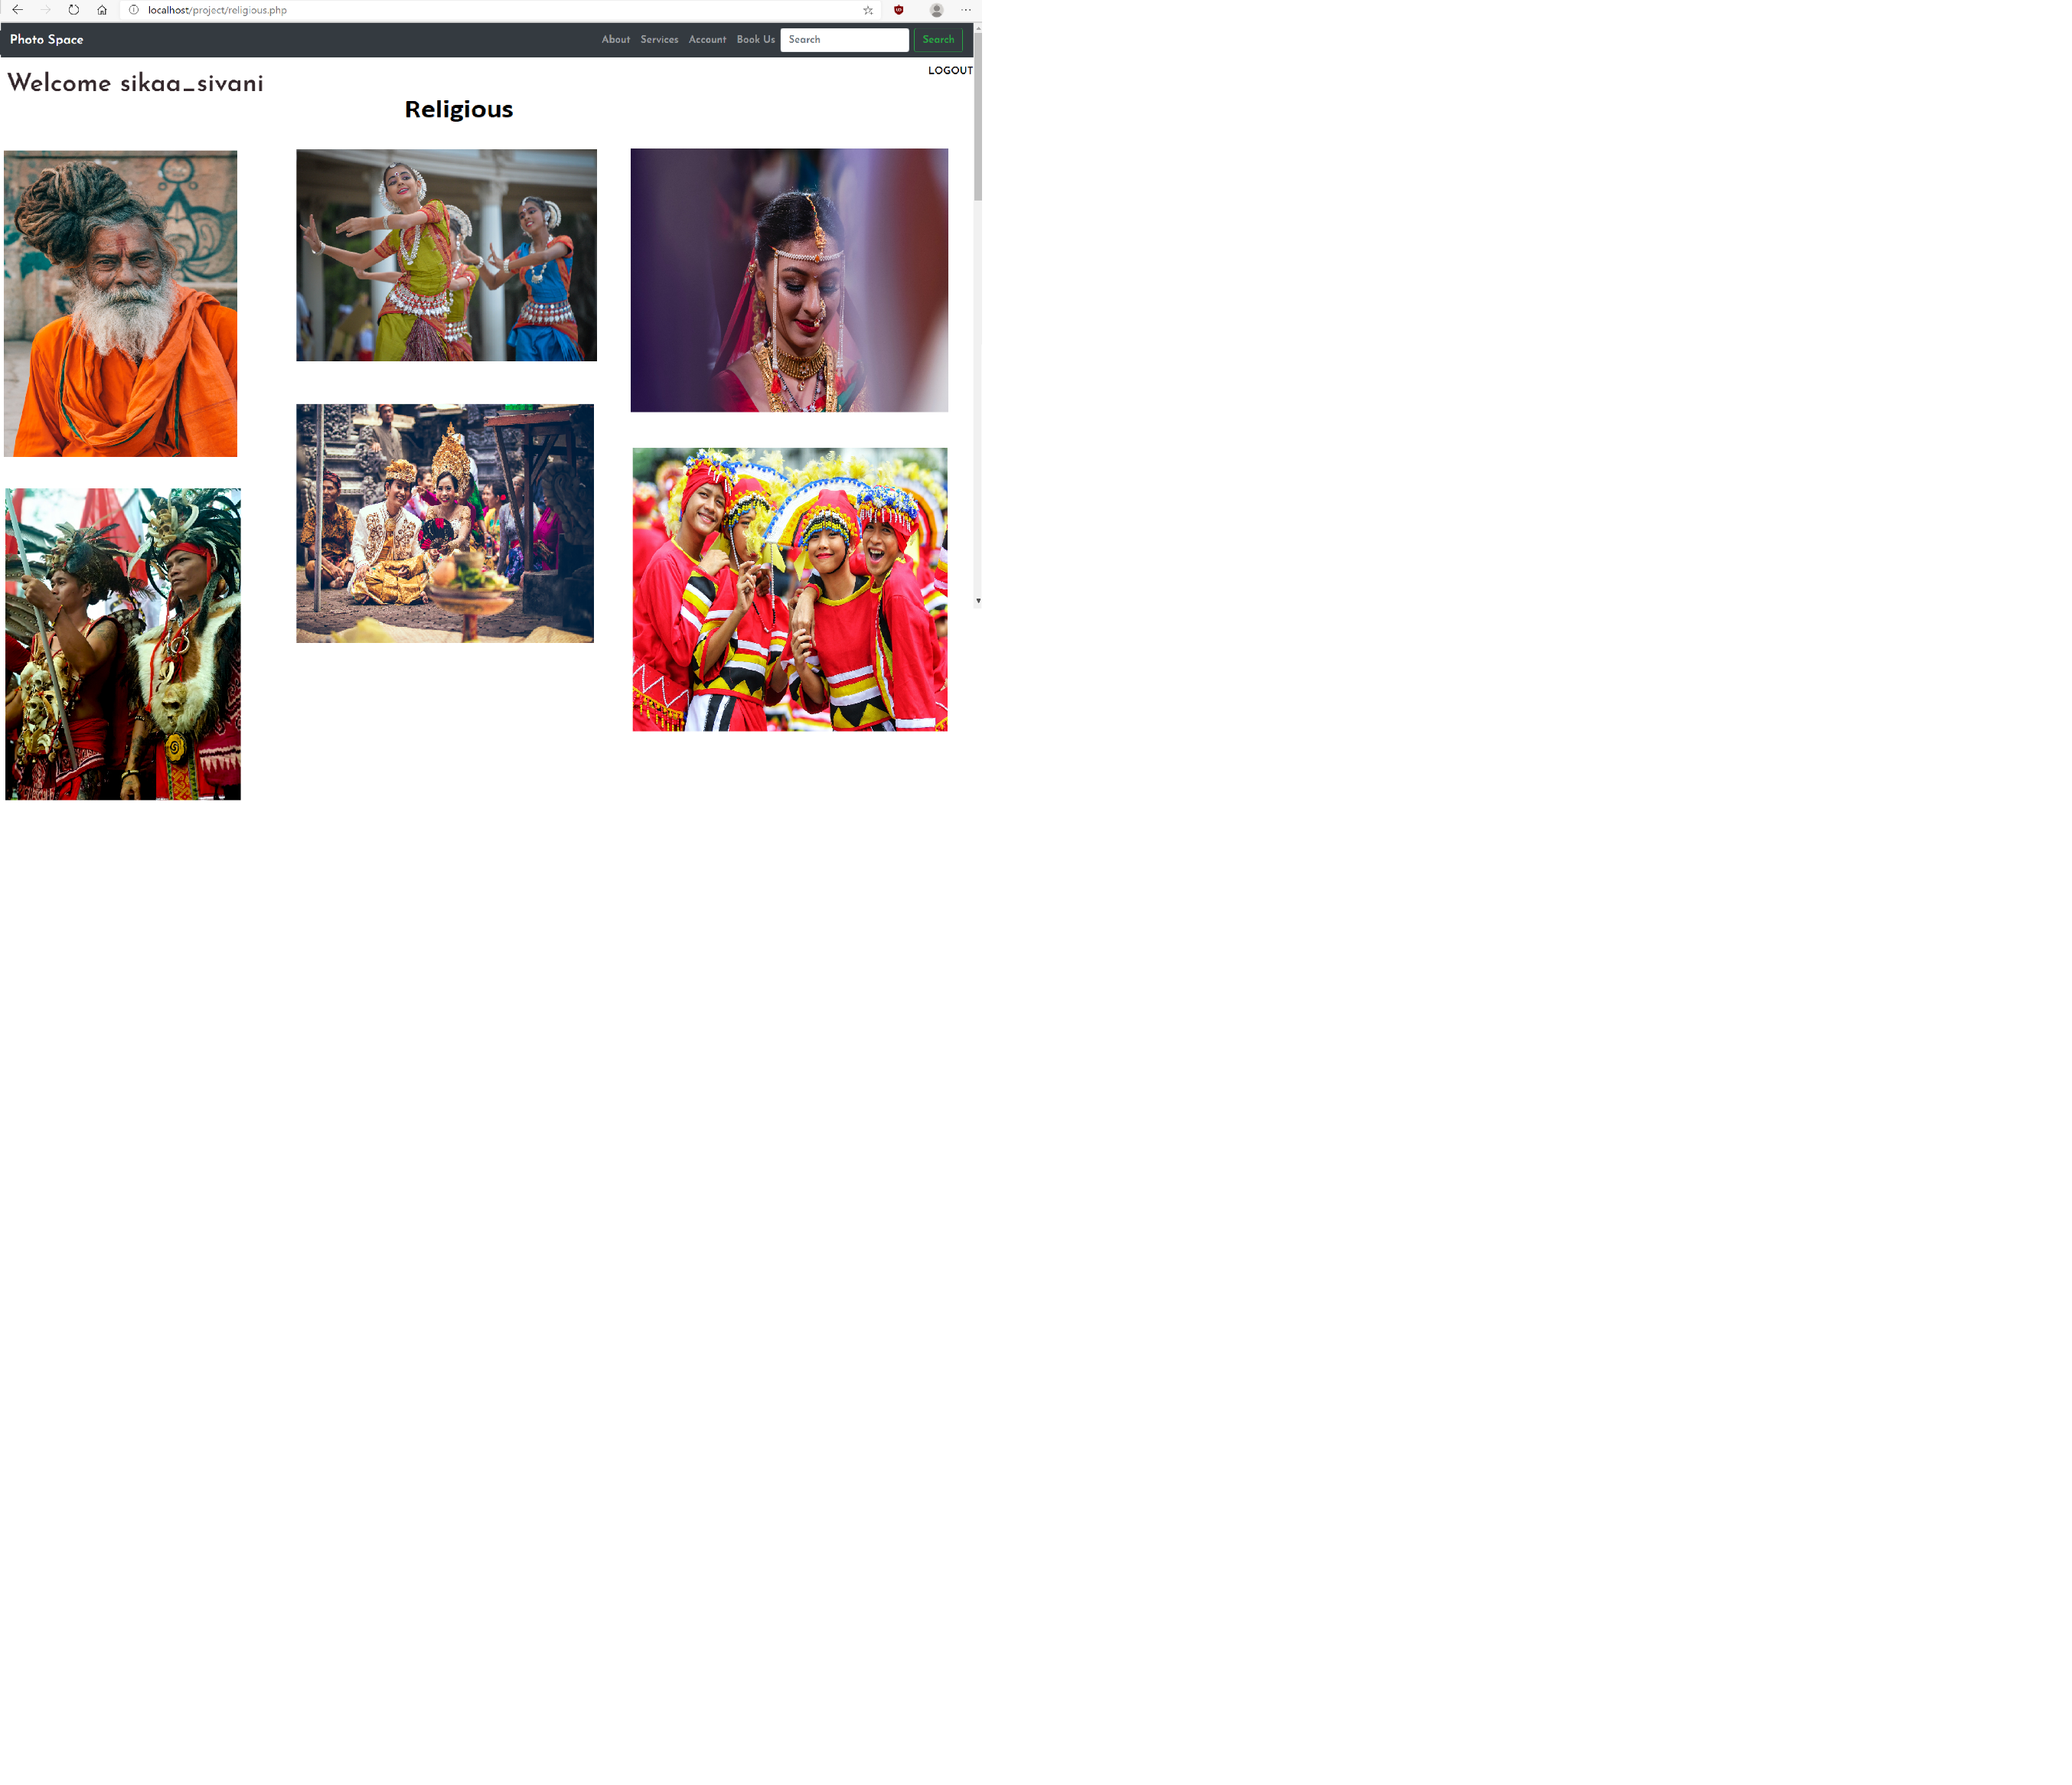 localhost/project/religious.php
Photo Space About Services Account Book Us Search Search
LOGOUT
Welcome sikaa_sivani
Religious